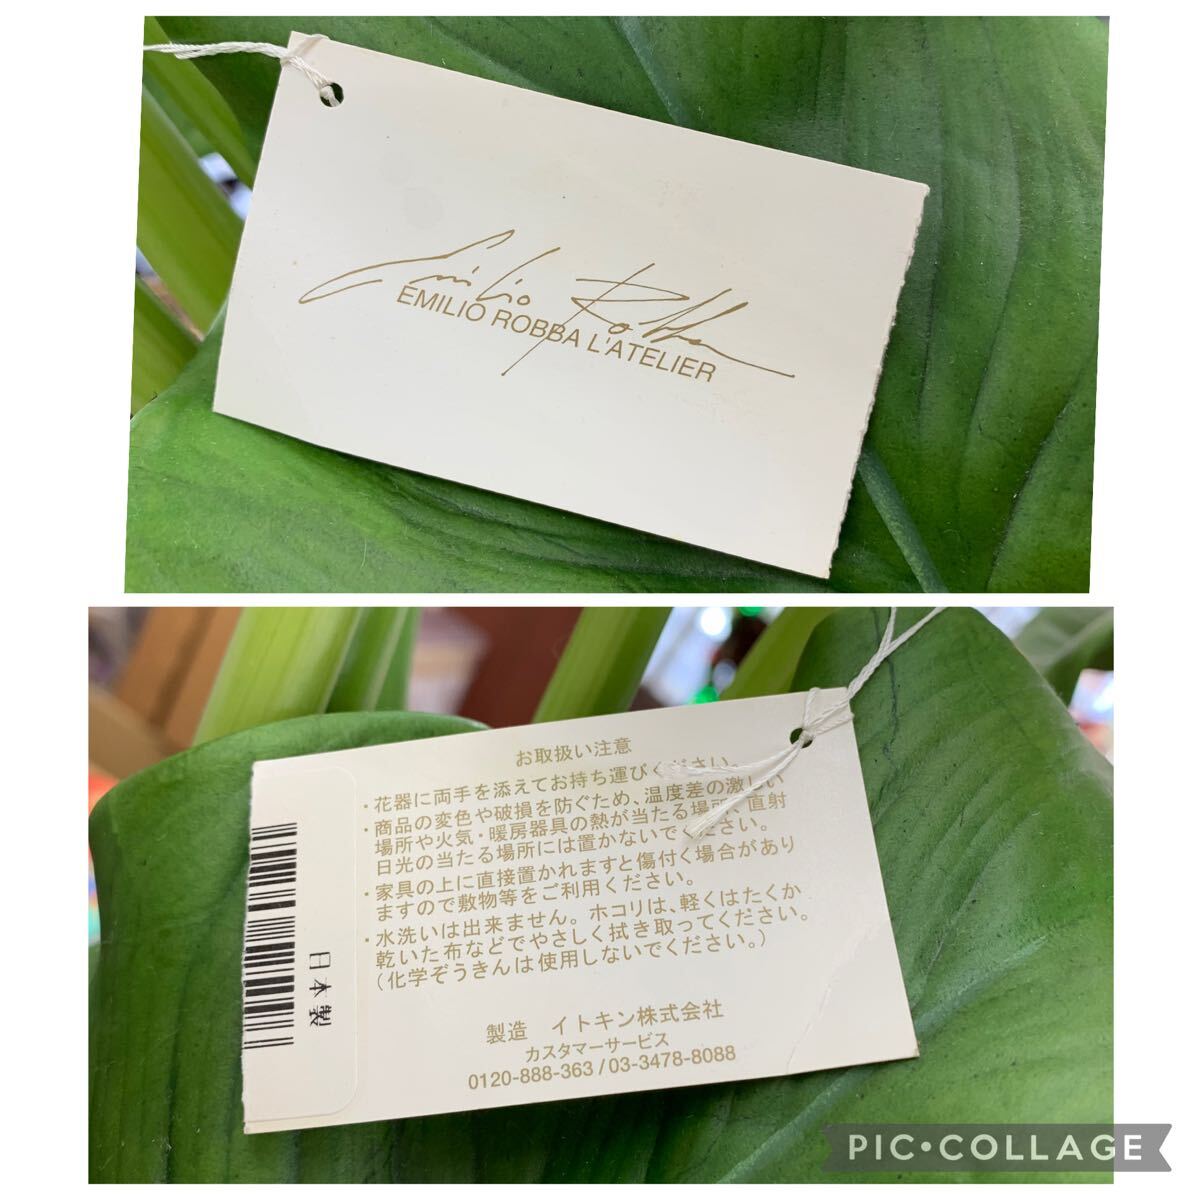 Emilio Robba
EMILIO ROBBA L'ATELIER
お取扱い注意
・花器に両手を添えてお持ち運びください。
・商品の変色や破損を防ぐため、温度差の激しい
場所や火気・暖房器具の熱が当たる場所、直射
日光の当たる場所には置かないでください。
・家具の上に直接置かれますと傷付く場合があり
ますので敷物等をご利用ください。
・水洗いは出来ません。ホコリは、軽くはたくか
乾いた布などでやさしく拭き取ってください。
(化学ぞうきんは使用しないでください。)
製造 イトキン株式会社
カスタマーサービス
0120-888-363 / 03-3478-8088
日本製
PIC•COLLAGE